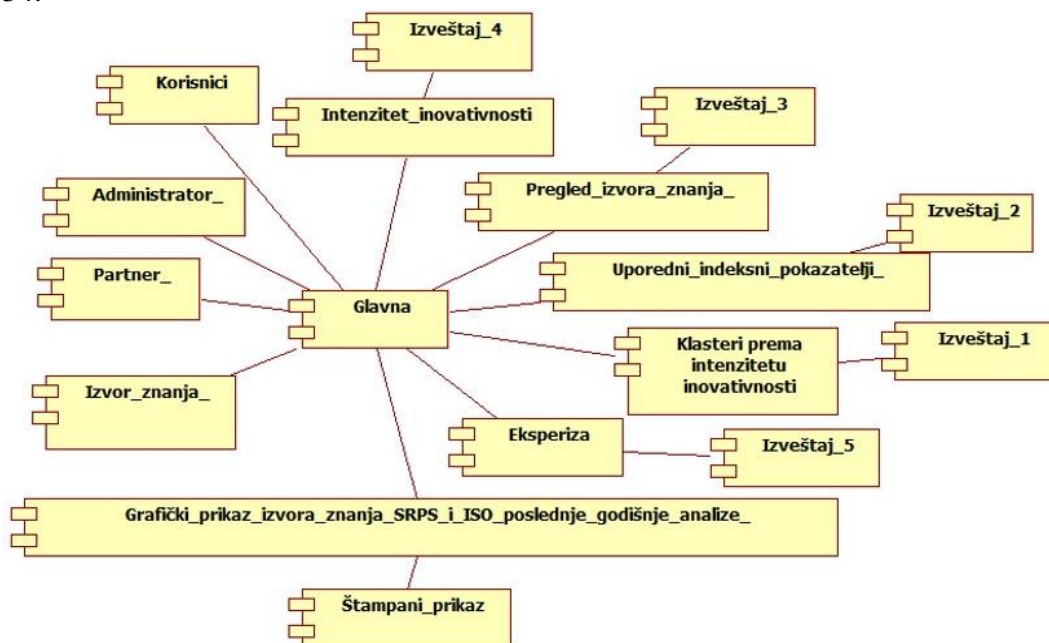 Izveštaj_4
Korisnici
Intenzitet_inovativnosti
Izveštaj_3
Administrator_
Pregled_izvora_znanja_
Izveštaj_2
Partner_
Uporedni_indeksni_pokazatelji_
Glavna
Klasteri prema
intenzitetu
inovativnosti
Izveštaj_1
Izvor_znanja_
Eksperiza
Izveštaj_5
Grafički_prikaz_izvora_znanja_SRPS_i_ISO_poslednje_godišnje_analize_
Štampani_prikaz